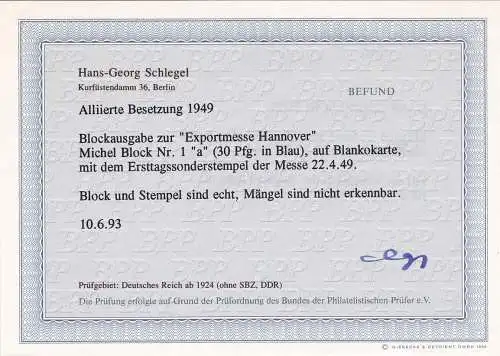 Hans-Georg Schlegel
Kurfüstendamm 36, Berlin
BEFUND
Alliierte Besetzung 1949
Blockausgabe zur "Exportmesse Hannover"
Michel Block Nr. 1 "a" (30 Pfg. in Blau), auf Blankokarte,
mit dem Ersttagssonderstempel der Messe 22.4.49.
Block und Stempel sind echt, Mängel sind nicht erkennbar.
10.6.93
Prüfgebiet: Deutsches Reich ab 1924 (ohne SBZ, DDR)
Die Prüfung erfolgte auf Grund der Prüfordnung des Bundes der Philatelistischen Prüfer e.V.